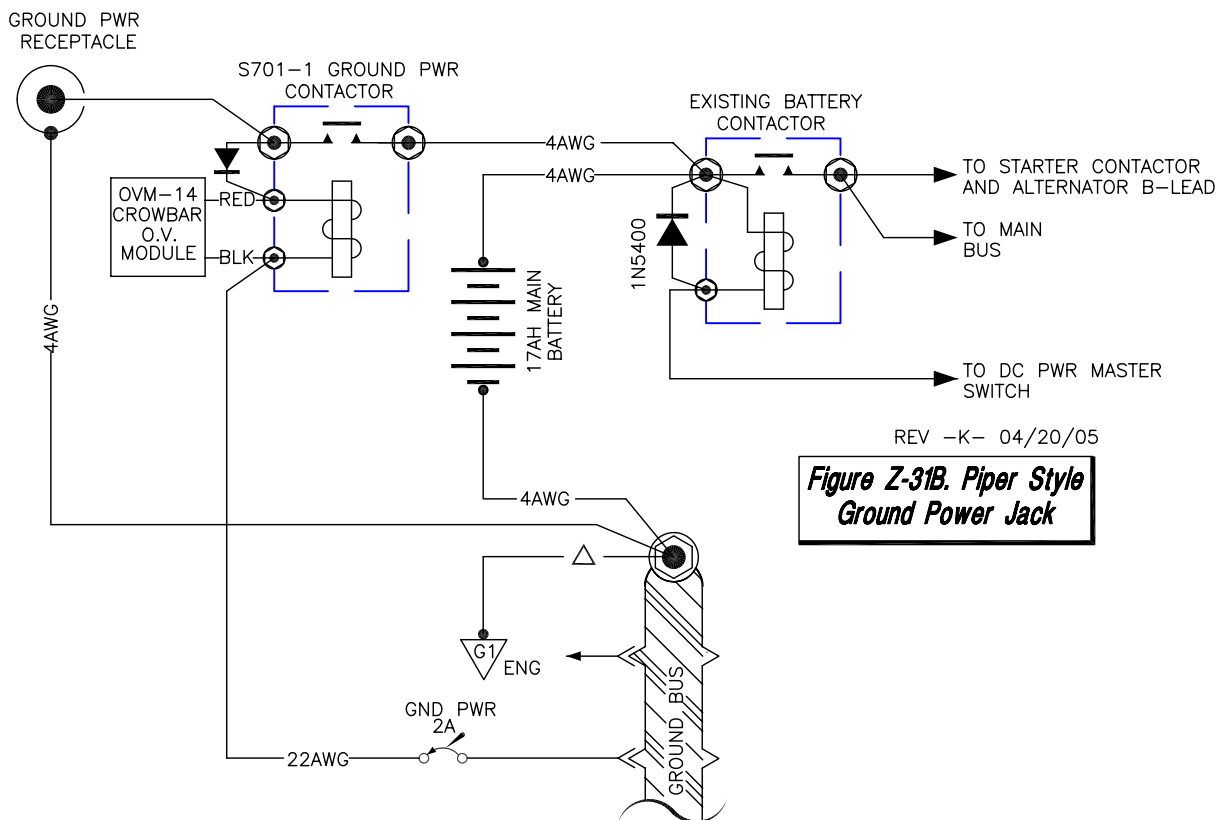 GROUND PWR
RECEPTACLE
S701-1 GROUND PWR
CONTACTOR
EXISTING BATTERY
CONTACTOR
4AWG
4AWG
TO STARTER CONTACTOR
AND ALTERNATOR B-LEAD
OVM-14
CROWBAR
O.V.
MODULE
RED
BLK
TO MAIN
BUS
1N5400
4AWG
17AH MAIN
BATTERY
TO DC PWR MASTER
SWITCH
REV -K- 04/20/05
Figure Z-31B. Piper Style
Ground Power Jack
4AWG
G1
ENG
GROUND BUS
GND PWR
2A
22AWG